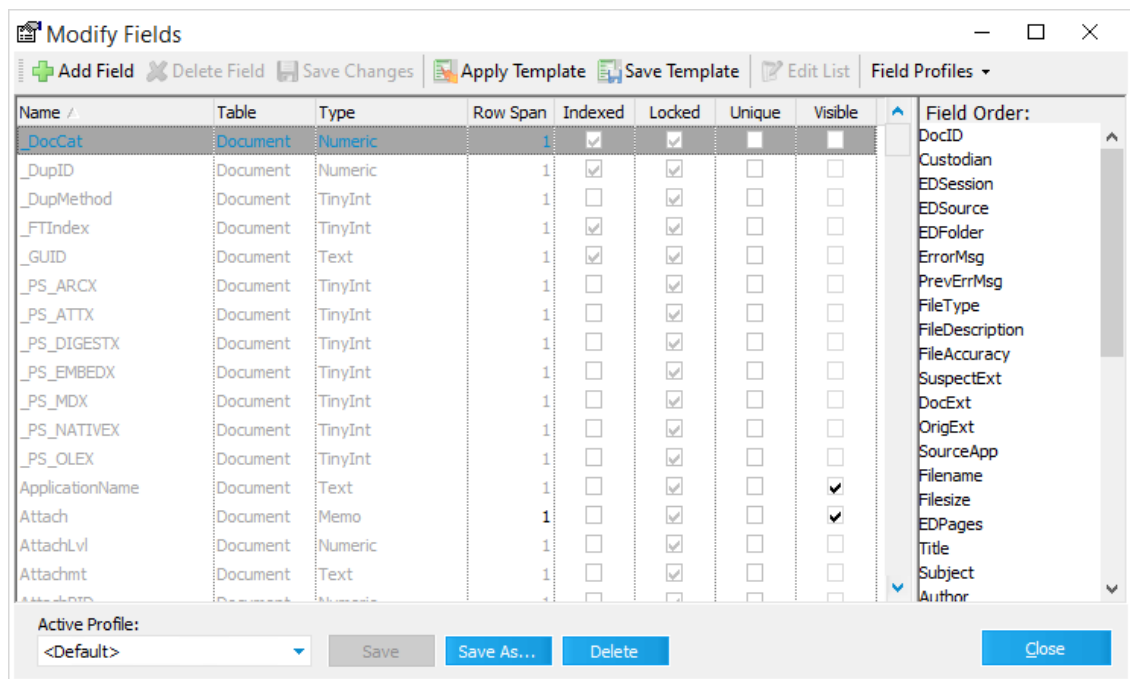 Modify Fields
Add Field Delete Field Save Changes Apply Template Save Template Edit List Field Profiles
Name Table Type Row Span Indexed Locked Unique Visible
_DocCat Document Numeric 1
_DupID Document Numeric 1
_DupMethod Document TinyInt 1
_FTIndex Document TinyInt 1
_GUID Document Text 1
_PS_ARCX Document TinyInt 1
_PS_ATTX Document TinyInt 1
_PS_DIGESTX Document TinyInt 1
_PS_EMBEDX Document TinyInt 1
_PS_MDX Document TinyInt 1
_PS_NATIVEX Document TinyInt 1
_PS_OLEX Document TinyInt 1
ApplicationName Document Text 1
Attach Document Memo 1
AttachLvl Document Numeric 1
Attachmt Document Text 1
AttachPID Document Numeric 1
Field Order:
DocID
Custodian
EDSession
EDSource
EDFolder
ErrorMsg
PrevErrMsg
FileType
FileDescription
FileAccuracy
SuspectExt
DocExt
OrigExt
SourceApp
Filename
Filesize
EDPages
Title
Subject
Author
Active Profile:
<Default> Save Save As... Delete Close